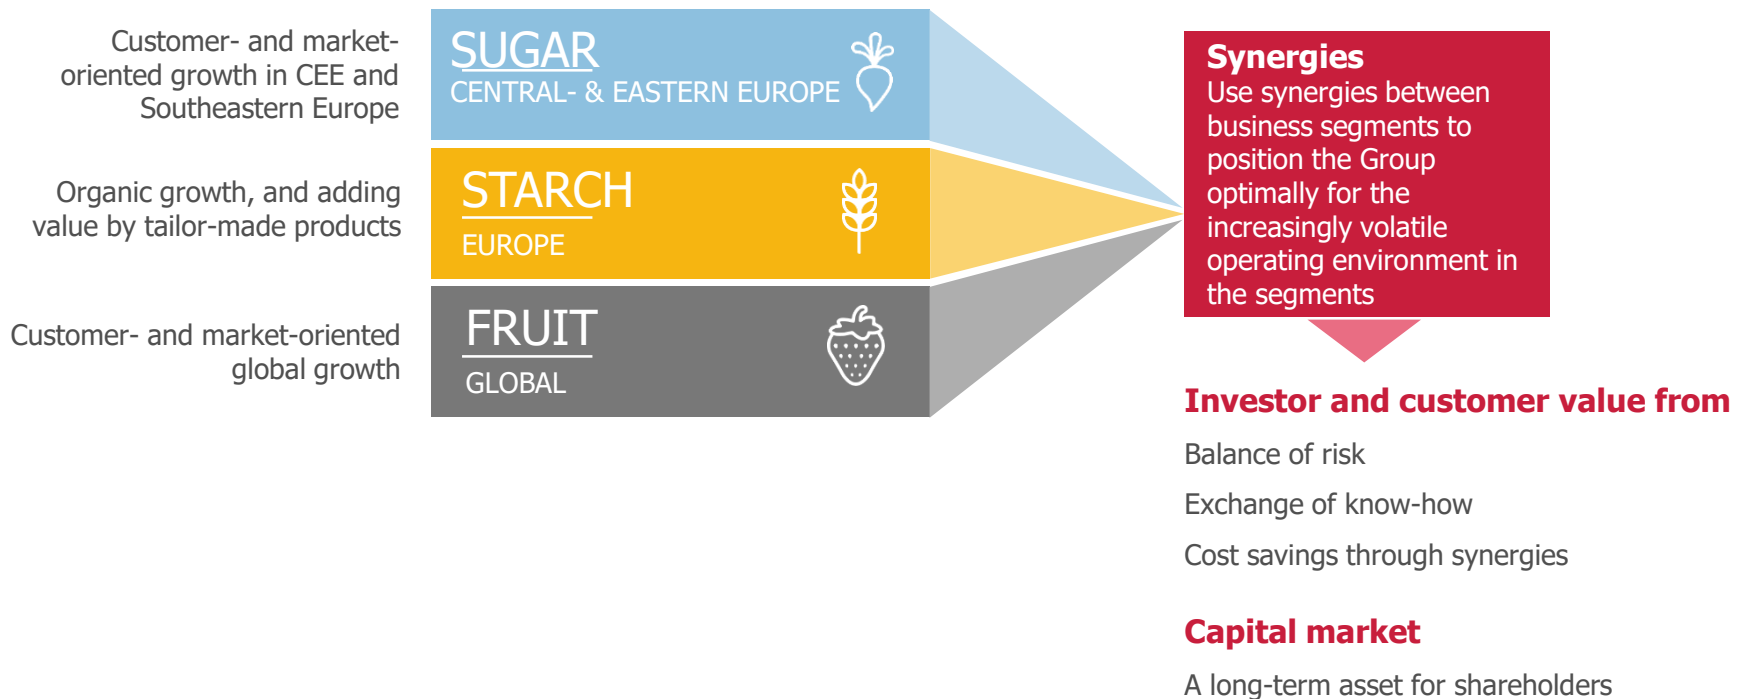 Customer- and market-
oriented growth in CEE and
Southeastern Europe
SUGAR
CENTRAL- & EASTERN EUROPE
Organic growth, and adding
value by tailor-made products
STARCH
EUROPE
Customer- and market-oriented
global growth
FRUIT
GLOBAL
Synergies
Use synergies between
business segments to
position the Group
optimally for the
increasingly volatile
operating environment in
the segments
Investor and customer value from
Balance of risk
Exchange of know-how
Cost savings through synergies
Capital market
A long-term asset for shareholders